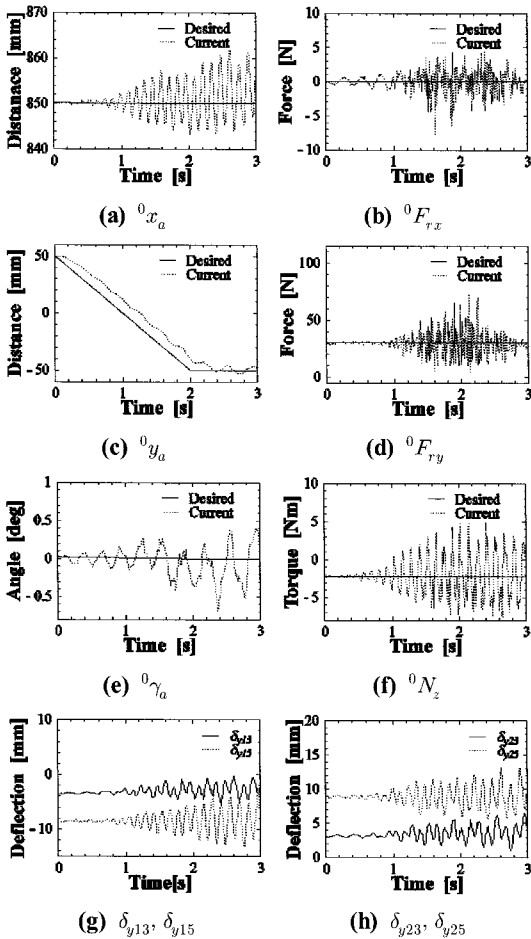 870
Desired
Current
860
850
840
Distanace [mm]
0 1 2 3
Time [s]
(a) ⁰xₐ
10
Desired
Current
5
0
-5
-10
Force [N]
0 1 2 3
Time [s]
(b) ⁰F_rx
50
Desired
Current
0
-50
Distance [mm]
0 1 2 3
Time [s]
(c) ⁰yₐ
100
Desired
Current
50
0
Force [N]
0 1 2 3
Time [s]
(d) ⁰F_ry
1
Desired
Current
0.5
0
-0.5
Angle [deg]
0 1 2 3
Time [s]
(e) ⁰γₐ
10
Desired
Current
5
0
-5
Torque [Nm]
0 1 2 3
Time [s]
(f) ⁰N_z
10
δ_y13
δ_y15
0
-10
Deflection [mm]
0 1 2 3
Time[s]
(g) δ_y13, δ_y15
20
δ_y23
δ_y25
15
10
5
0
Deflection [mm]
0 1 2 3
Time [s]
(h) δ_y23, δ_y25